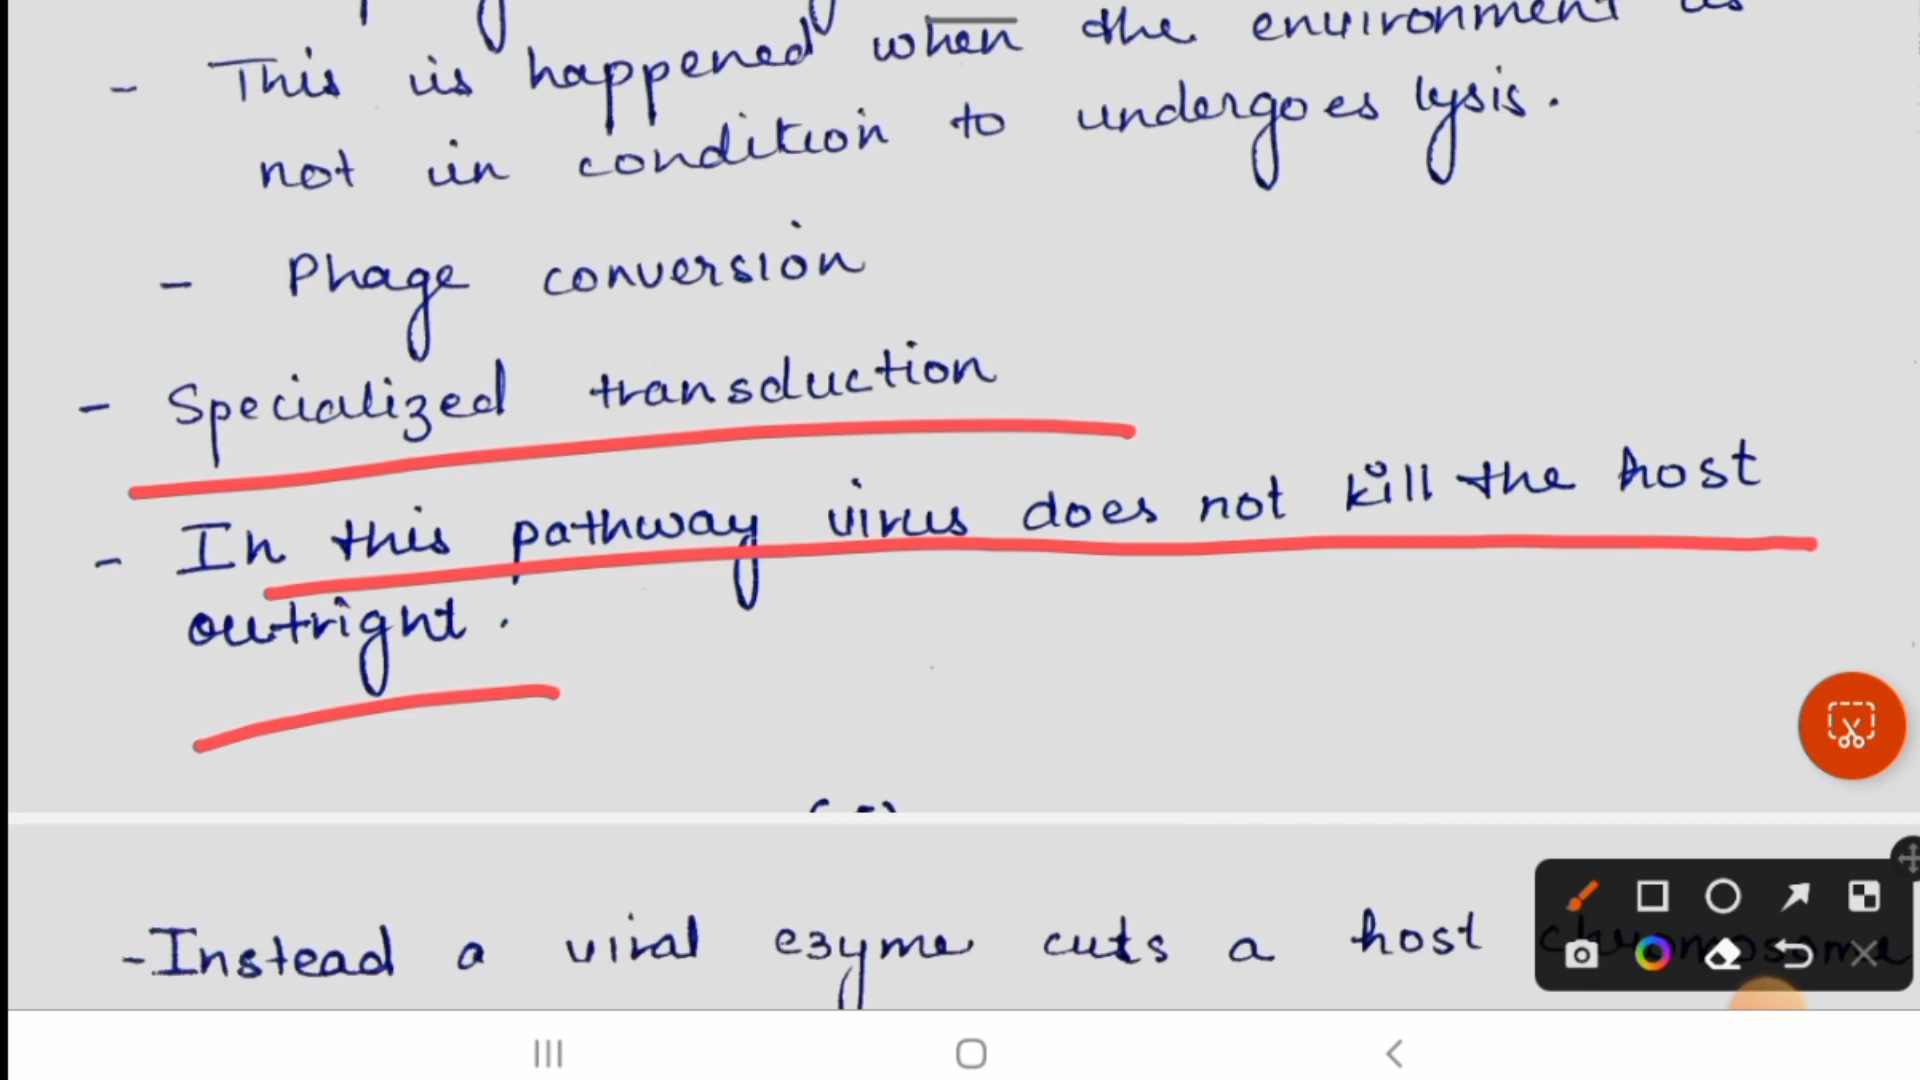 - This is happened when the environment is
not in condition to undergoes lysis.
- Phage conversion
- Specialized transduction
- In this pathway virus does not kill the host
outright.
- Instead a viral ezyme cuts a host chromosome